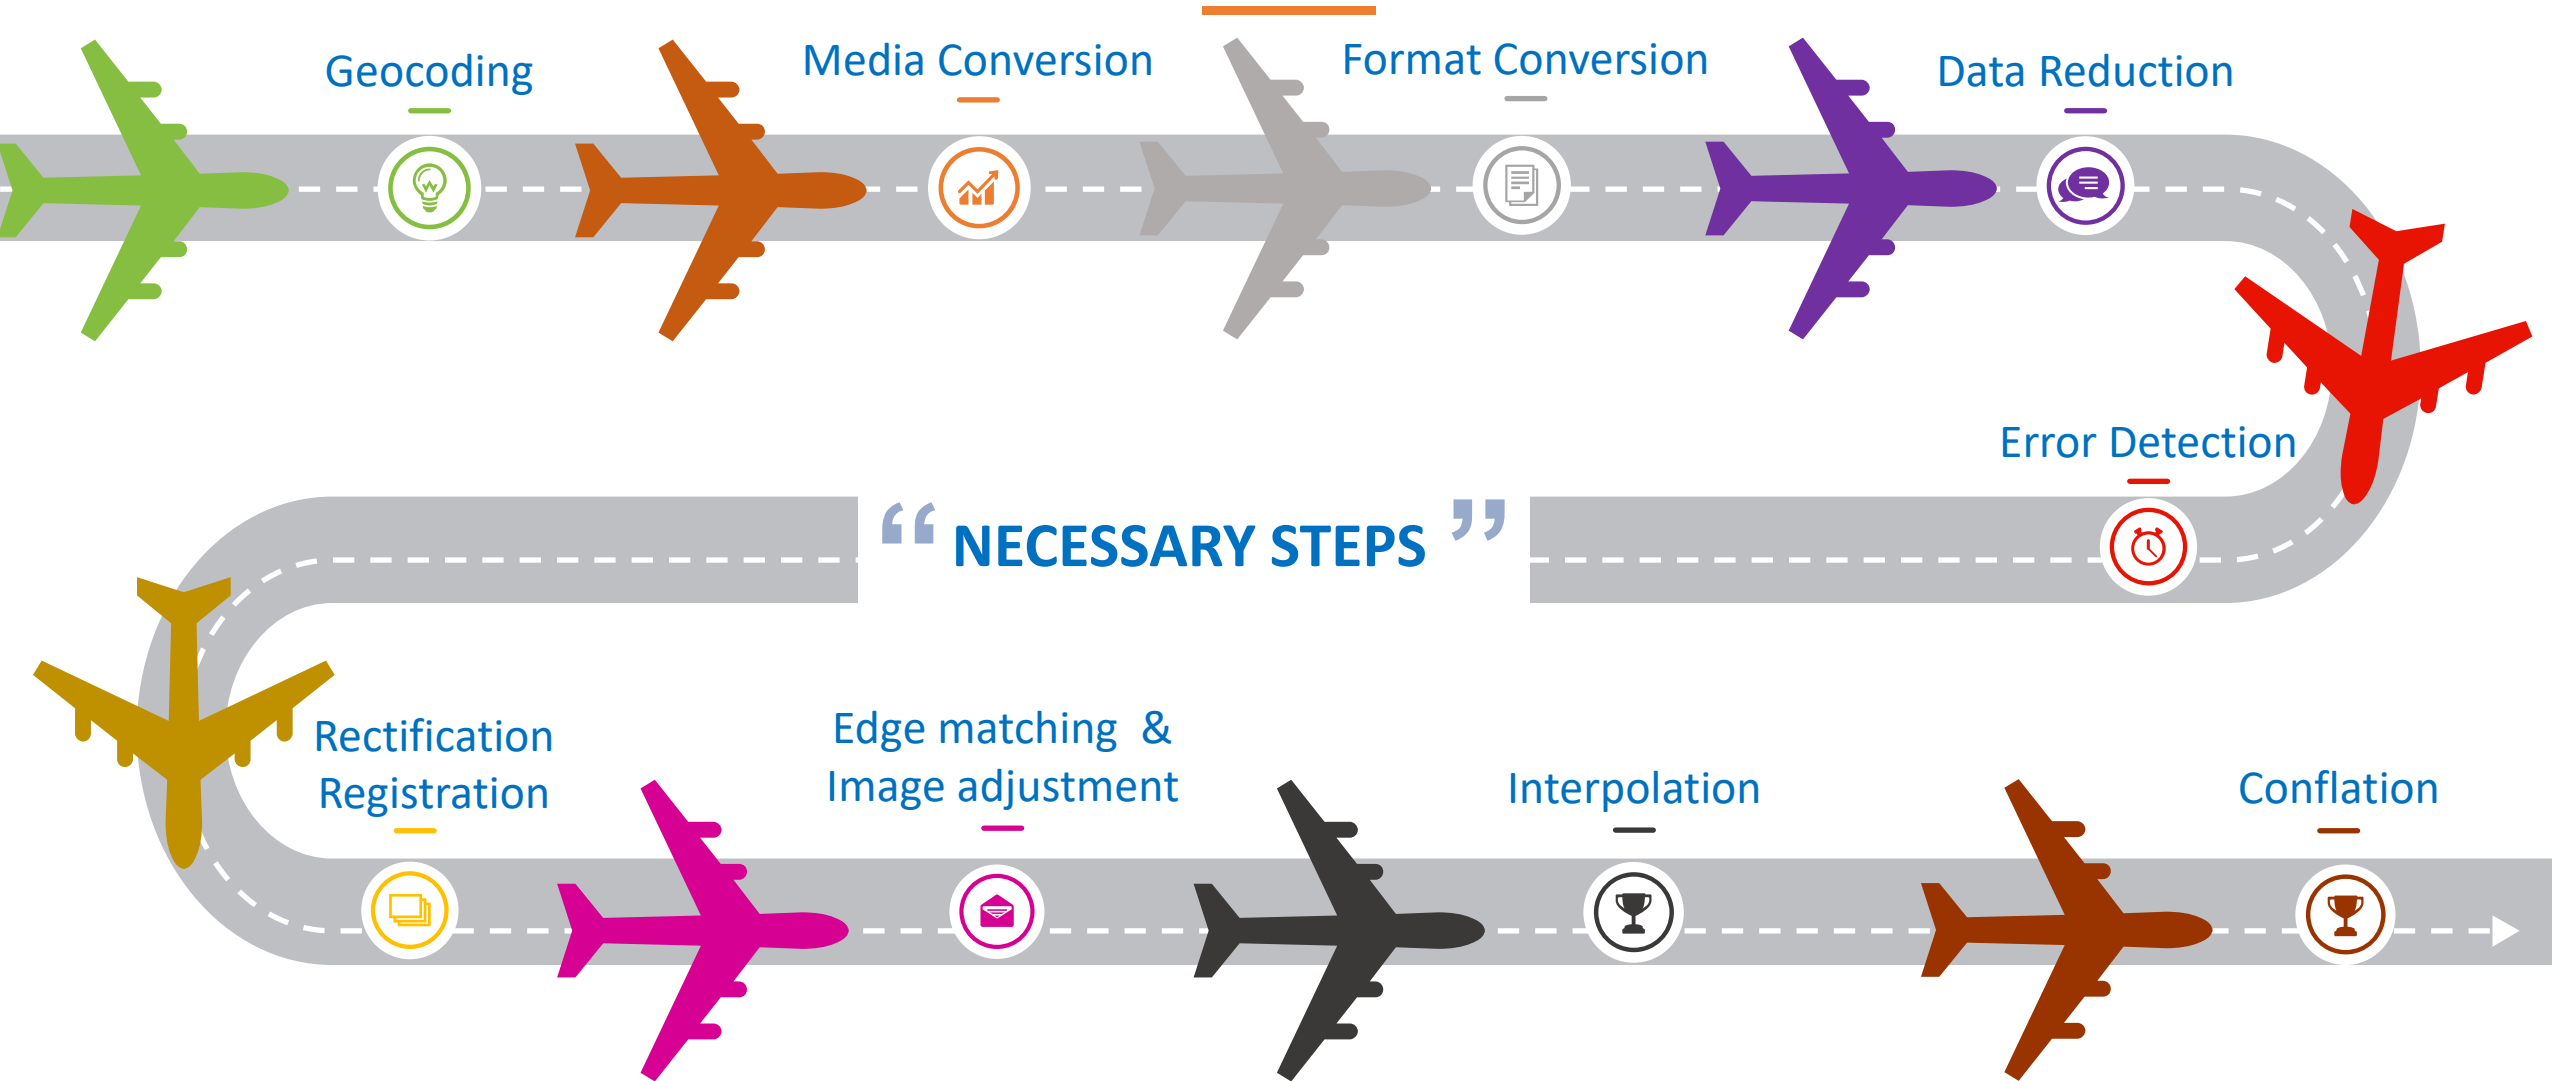 Geocoding
Media Conversion
Format Conversion
Data Reduction
Error Detection
“ NECESSARY STEPS ”
Rectification
Registration
Edge matching &
Image adjustment
Interpolation
Conflation